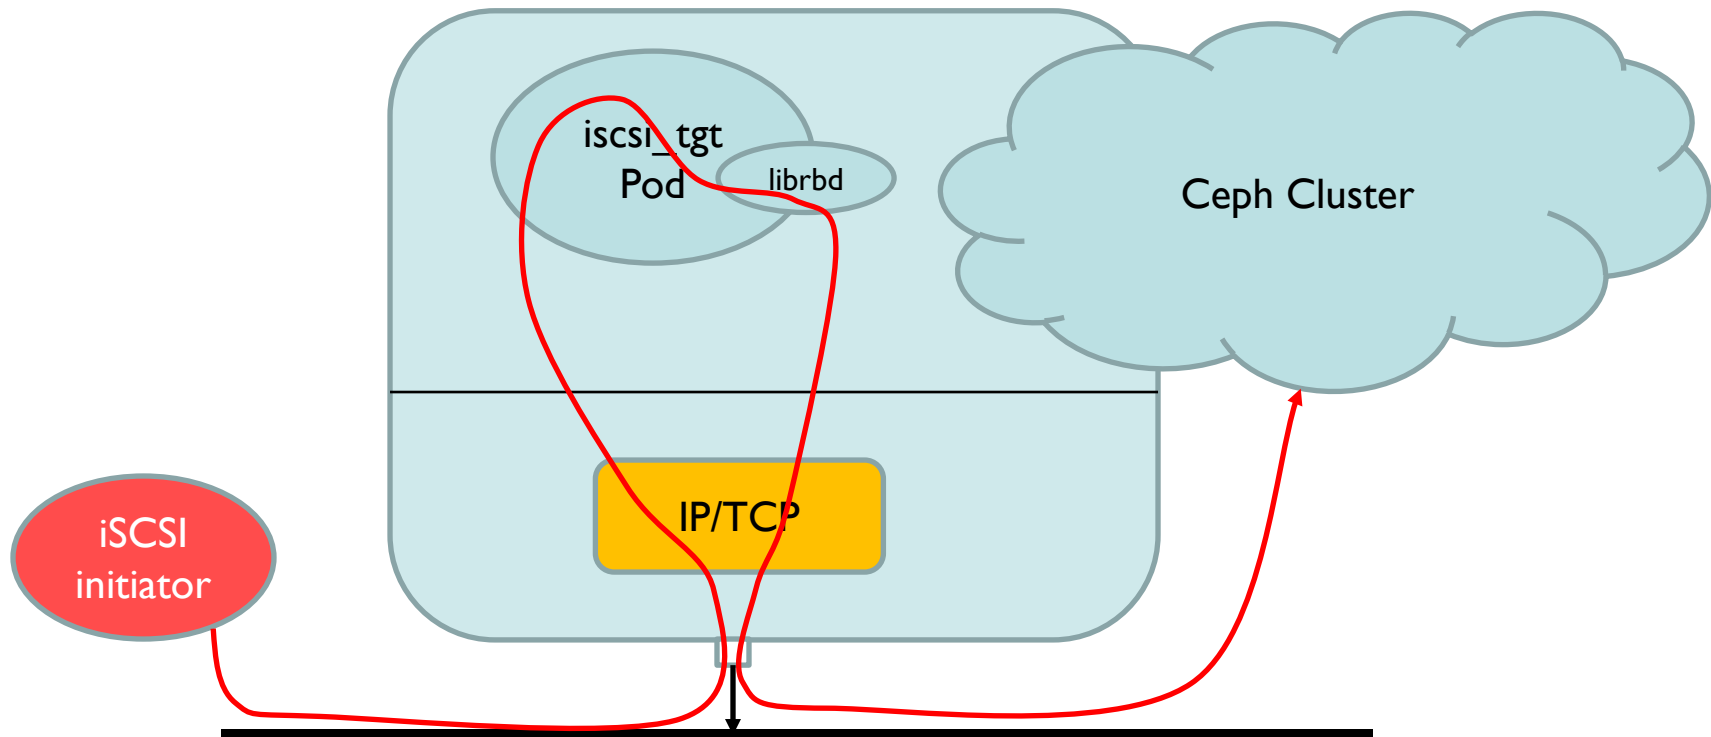 iscsi_tgt
Pod
librbd
Ceph Cluster
IP/TCP
iSCSI
initiator